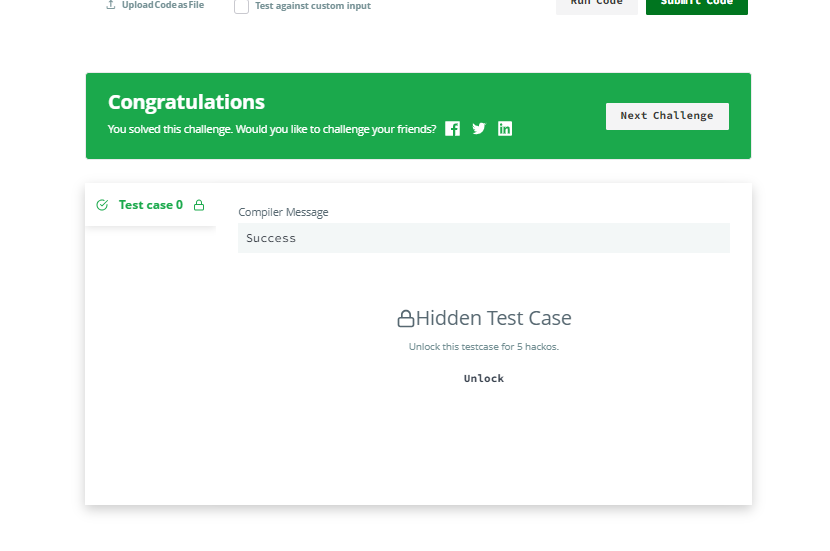 Upload Code as File
Test against custom input
Run Code
Submit Code
Congratulations
You solved this challenge. Would you like to challenge your friends?
Next Challenge
Test case 0
Compiler Message
Success
Hidden Test Case
Unlock this testcase for 5 hackos.
Unlock